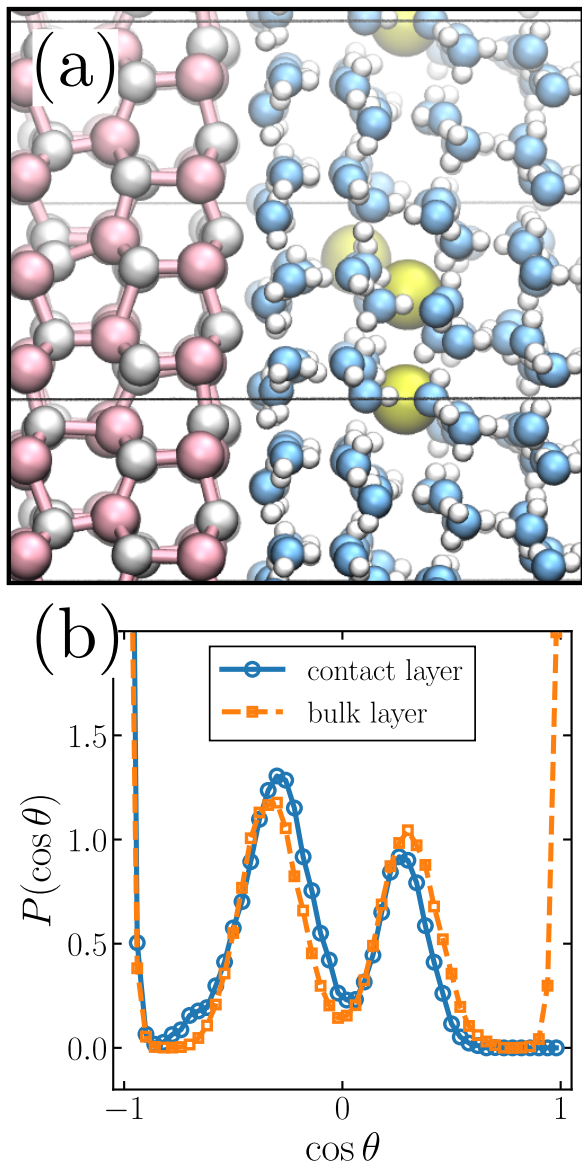 (a)
(b)
contact layer
bulk layer
1.5
1.0
0.5
0.0
P(cos θ)
−1
0
1
cos θ